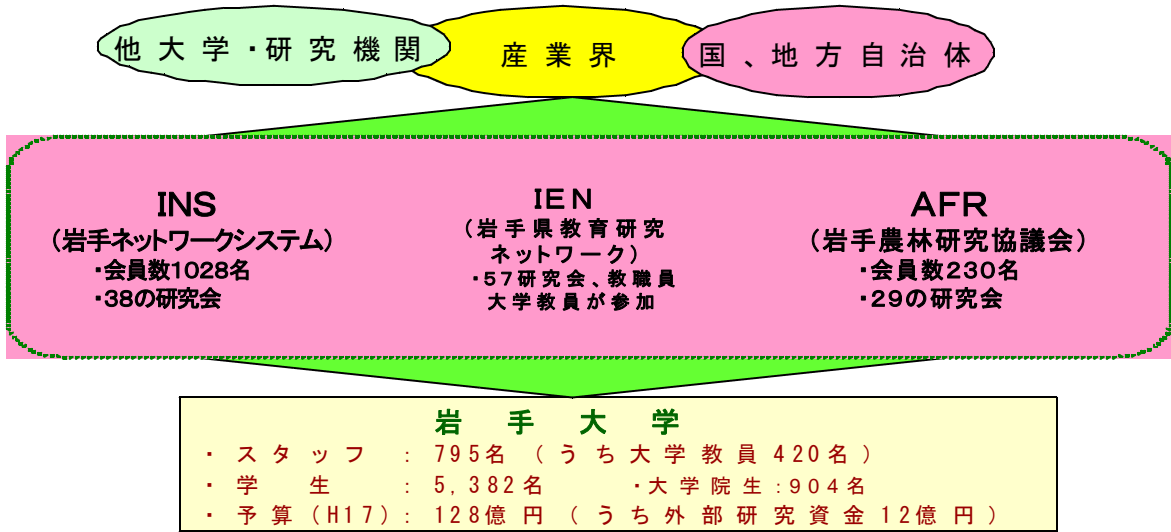 他大学・研究機関
産業界
国、地方自治体
INS
(岩手ネットワークシステム)
・会員数1028名
・38の研究会
IEN
(岩手県教育研究
ネットワーク)
・57研究会、教職員
大学教員が参加
AFR
(岩手農林研究協議会)
・会員数230名
・29の研究会
岩手大学
・スタッフ : 795名 (うち大学教員420名)
・学 生 : 5,382名 ・大学院生:904名
・予算(H17): 128億円 (うち外部研究資金12億円)